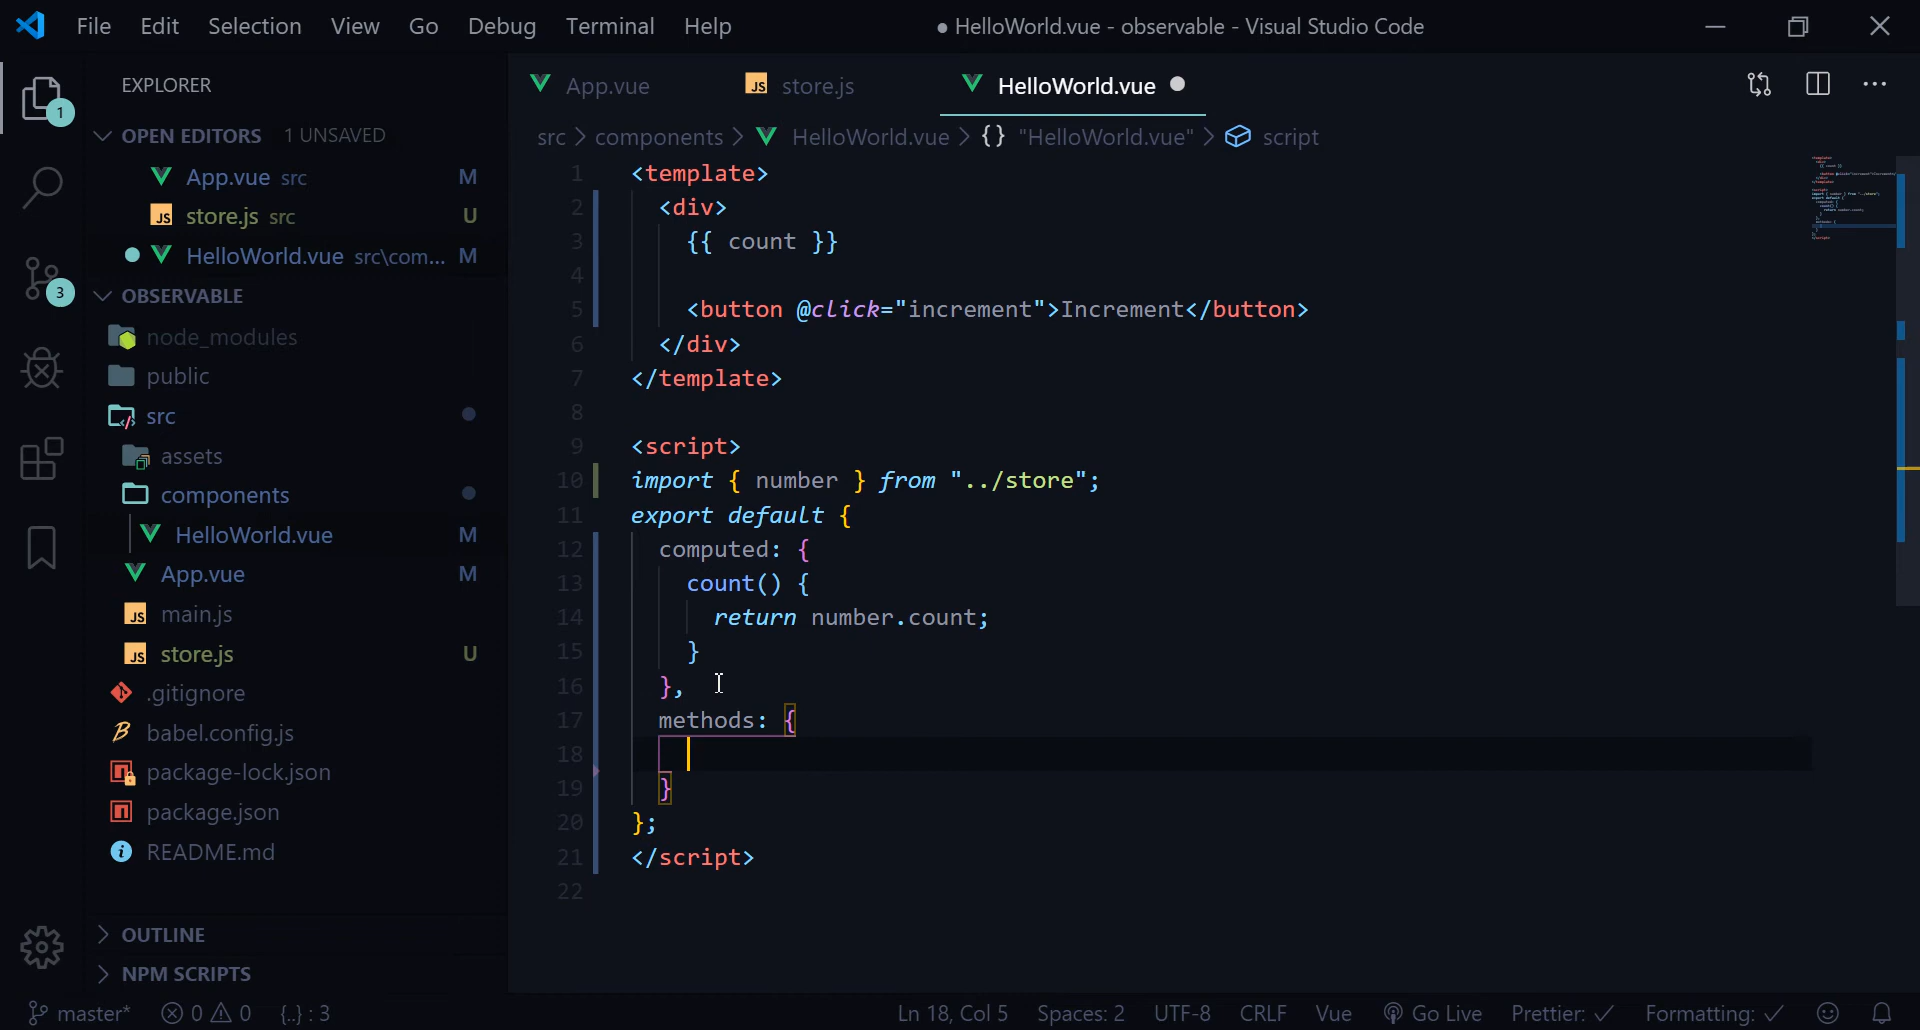 File Edit Selection View Go Debug Terminal Help
● HelloWorld.vue - observable - Visual Studio Code
EXPLORER
1
OPEN EDITORS 1 UNSAVED
App.vue src M
JS store.js src U
HelloWorld.vue src\com... M
3
OBSERVABLE
node_modules
public
src
assets
components
HelloWorld.vue M
App.vue M
JS main.js
JS store.js U
.gitignore
babel.config.js
package-lock.json
package.json
README.md
OUTLINE
NPM SCRIPTS
App.vue JS store.js HelloWorld.vue
src > components > HelloWorld.vue > {} "HelloWorld.vue" > script
1 <template>
2 <div>
3 {{ count }}
4
5 <button @click="increment">Increment</button>
6 </div>
7 </template>
8
9 <script>
10 import { number } from "../store";
11 export default {
12 computed: {
13 count() {
14 return number.count;
15 }
16 },
17 methods: {
18
19 }
20 };
21 </script>
22
master* 0 0 {..} : 3
Ln 18, Col 5 Spaces: 2 UTF-8 CRLF Vue Go Live Prettier: ✓ Formatting: ✓